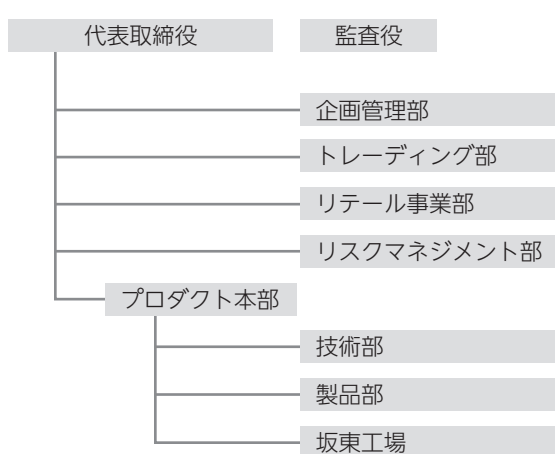 代表取締役
監査役
企画管理部
トレーディング部
リテール事業部
リスクマネジメント部
プロダクト本部
技術部
製品部
坂東工場